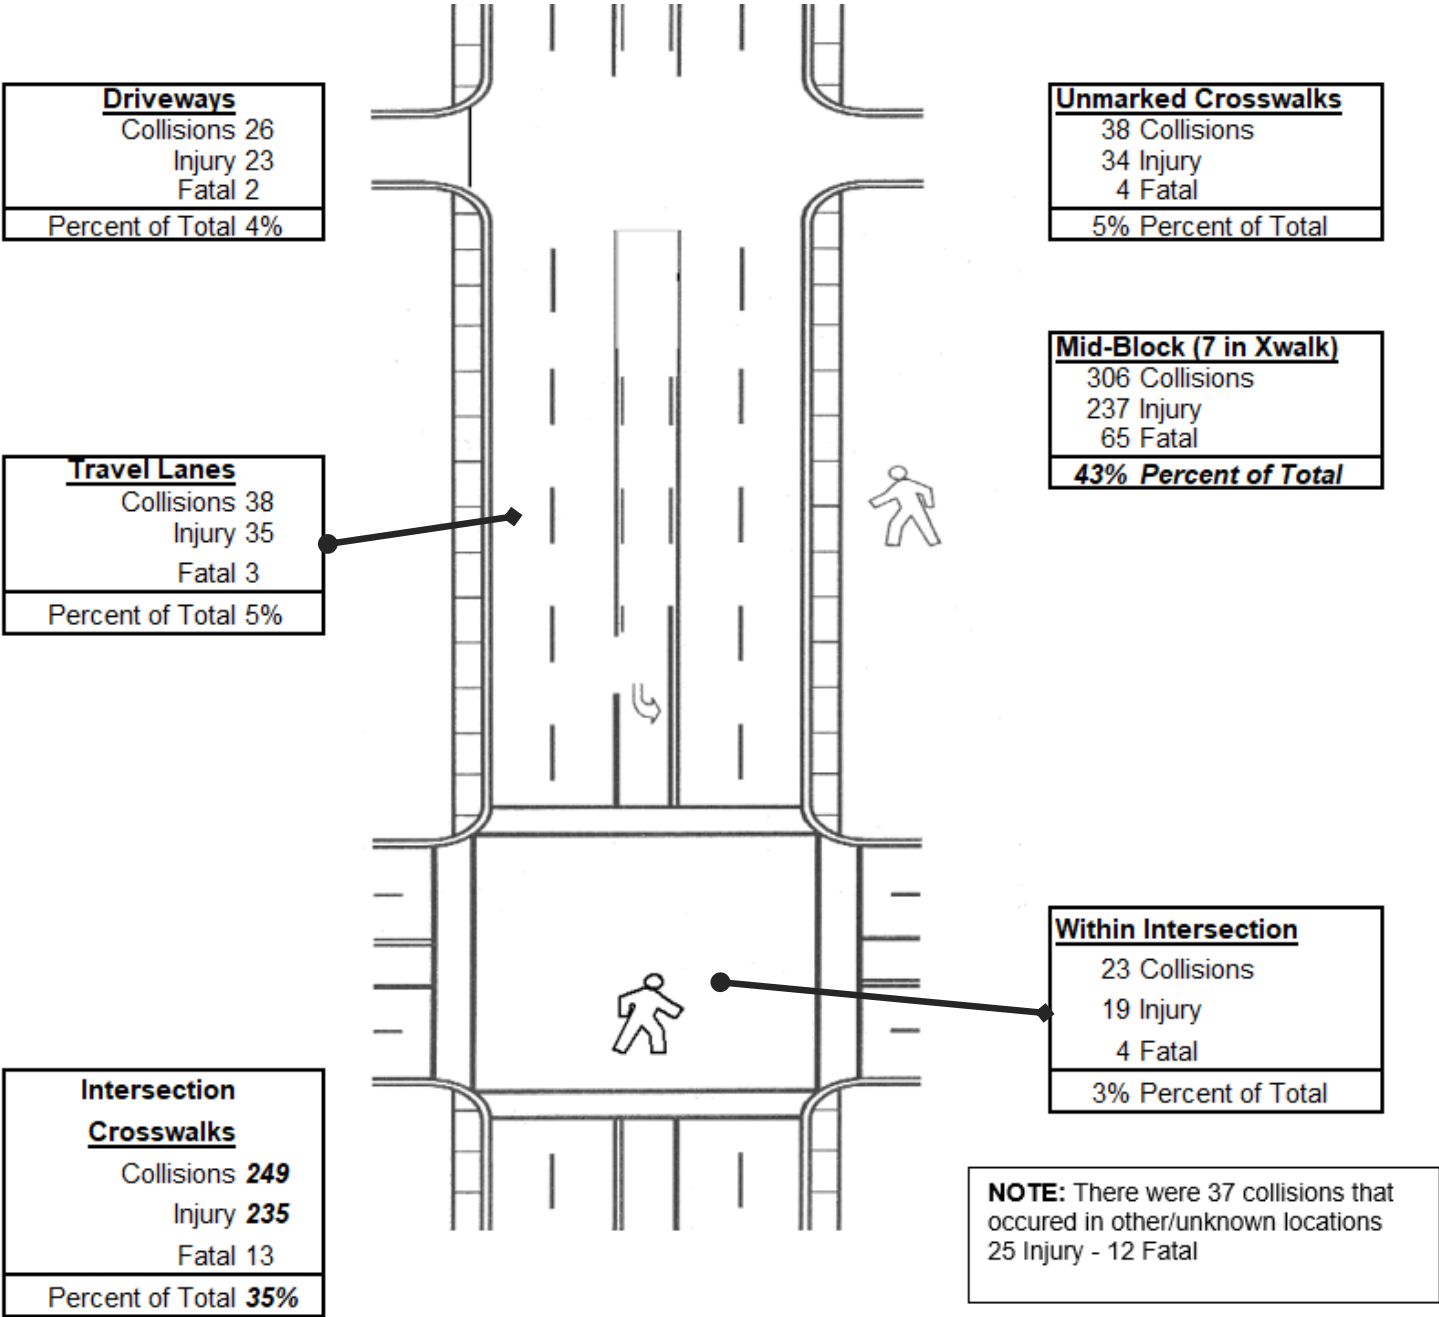 Driveways
Collisions 26
Injury 23
Fatal 2
Percent of Total 4%
Unmarked Crosswalks
38 Collisions
34 Injury
4 Fatal
5% Percent of Total
Mid-Block (7 in Xwalk)
306 Collisions
237 Injury
65 Fatal
43% Percent of Total
Travel Lanes
Collisions 38
Injury 35
Fatal 3
Percent of Total 5%
Within Intersection
23 Collisions
19 Injury
4 Fatal
3% Percent of Total
Intersection
Crosswalks
Collisions 249
Injury 235
Fatal 13
Percent of Total 35%
NOTE: There were 37 collisions that
occured in other/unknown locations
25 Injury - 12 Fatal